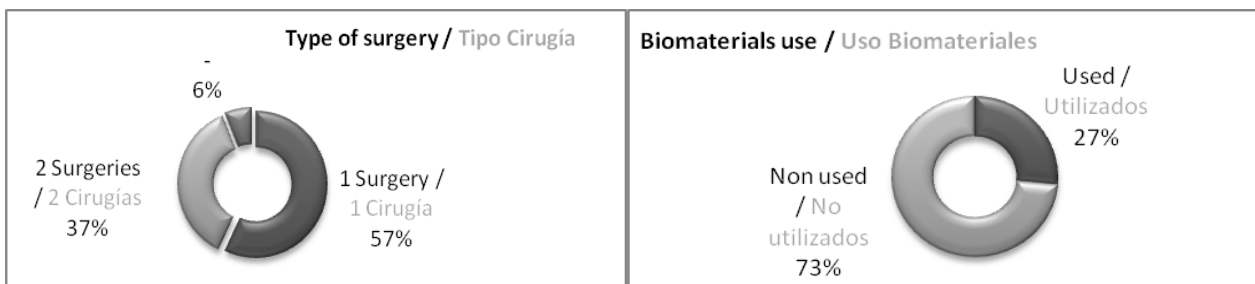 Type of surgery / Tipo Cirugía
-
6%
2 Surgeries
/ 2 Cirugías
37%
1 Surgery /
1 Cirugía
57%
Biomaterials use / Uso Biomateriales
Used /
Utilizados
27%
Non used
/ No
utilizados
73%